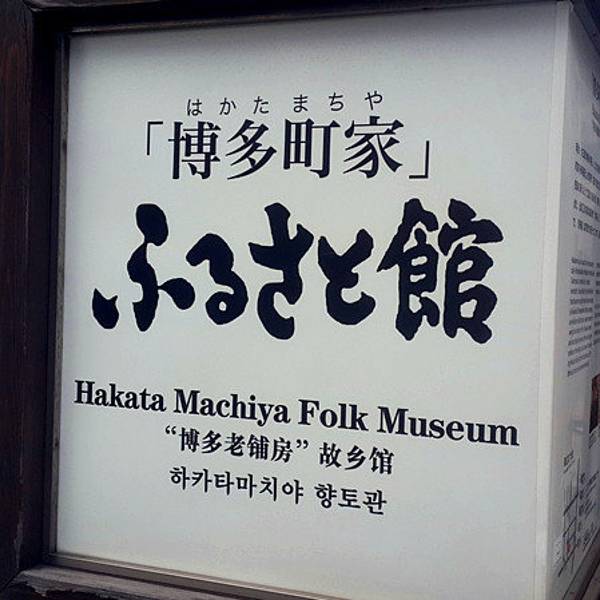 はかたまちや
「博多町家」
ふるさと館
Hakata Machiya Folk Museum
“博多老铺房”故乡馆
하카타마치야 향토관